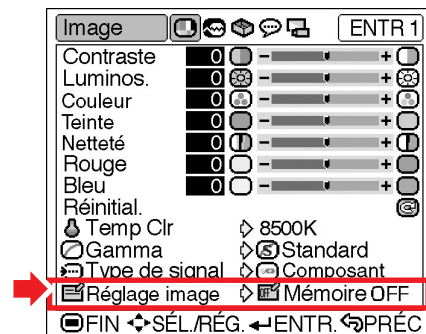 Image ENTR 1
Contraste 0 - +
Luminos. 0 - +
Couleur 0 - +
Teinte 0 - +
Netteté 0 - +
Rouge 0 - +
Bleu 0 - +
Réinitial.
Temp Clr 8500K
Gamma S Standard
Type de signal Composant
Réglage image OFF Mémoire OFF
FIN SÉL./RÉG. ENTR. PRÉC